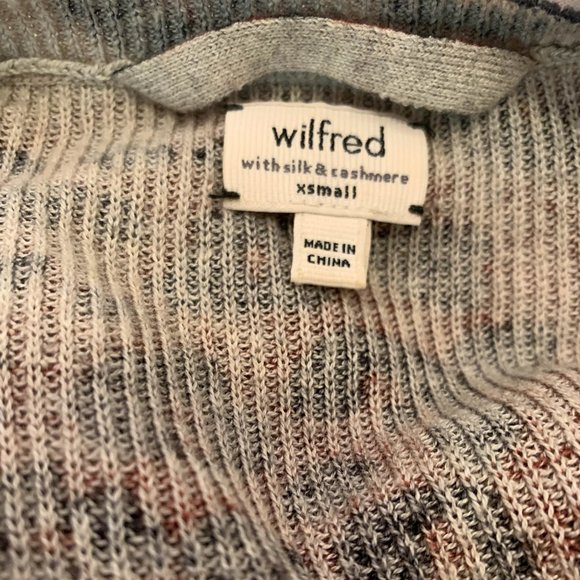 wilfred
with silk & cashmere
xsmall
MADE IN
CHINA